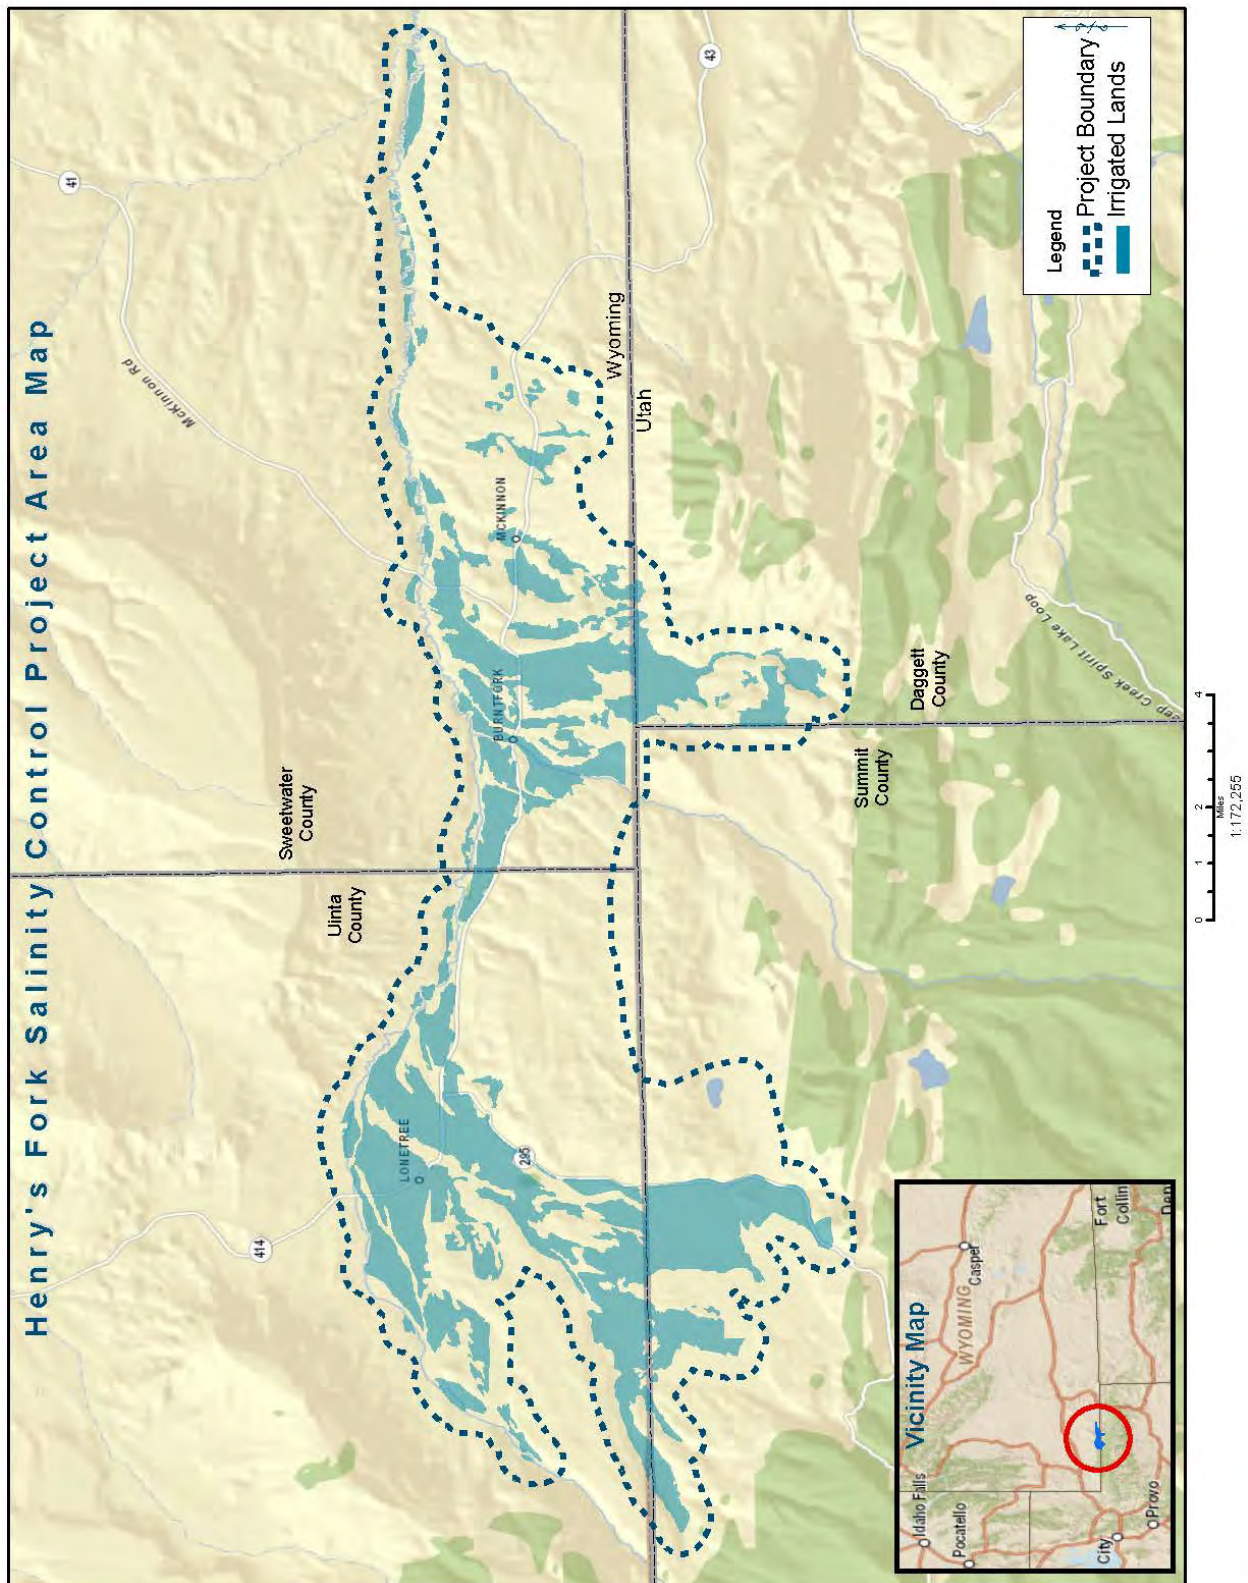 Henry's Fork Salinity Control Project Area Map
414
41
McKinnon Rd
Uinta
County
Sweetwater
County
LONETREE
295
BURNTFORK
MCKINNON
43
Wyoming
Utah
Summit
County
Daggett
County
eep Creek Spirit Lake Loop
Legend
Project Boundary
Irrigated Lands
Vicinity Map
Idaho Falls
Pocatello
WYOMING
Casper
City
Provo
Fort
Collin
Den
0 1 2 4
Miles
1:172,255